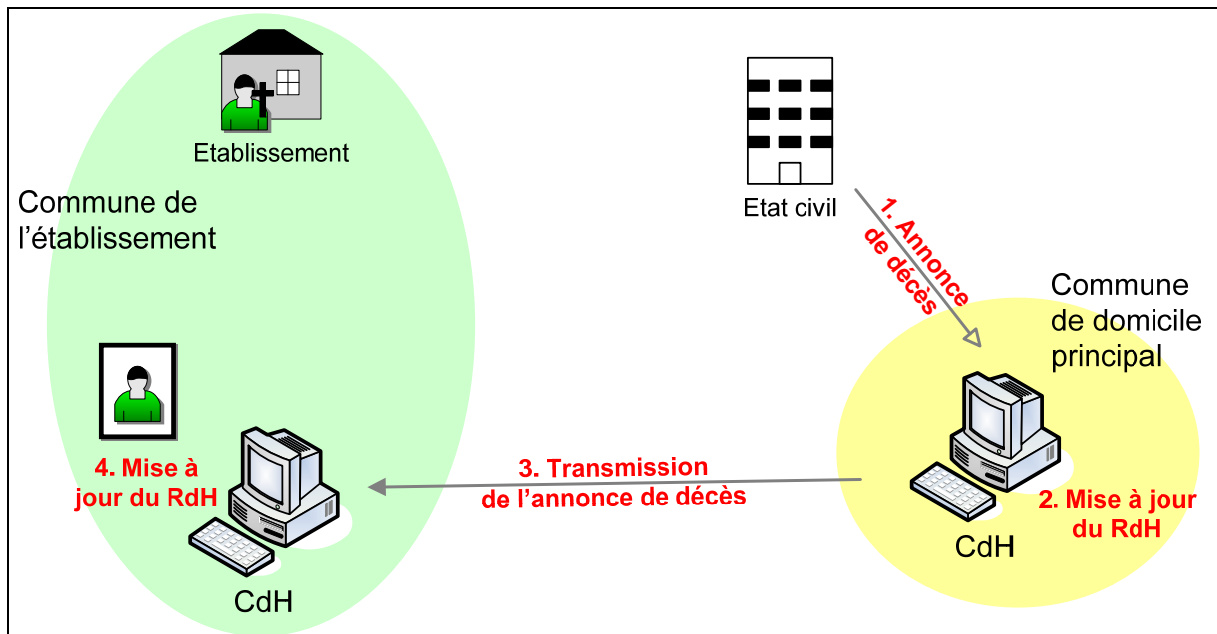 Etablissement
Commune de
l’établissement
Etat civil
1. Annonce
de décès
Commune
de domicile
principal
4. Mise à
jour du RdH
3. Transmission
de l’annonce de décès
2. Mise à jour
du RdH
CdH
CdH